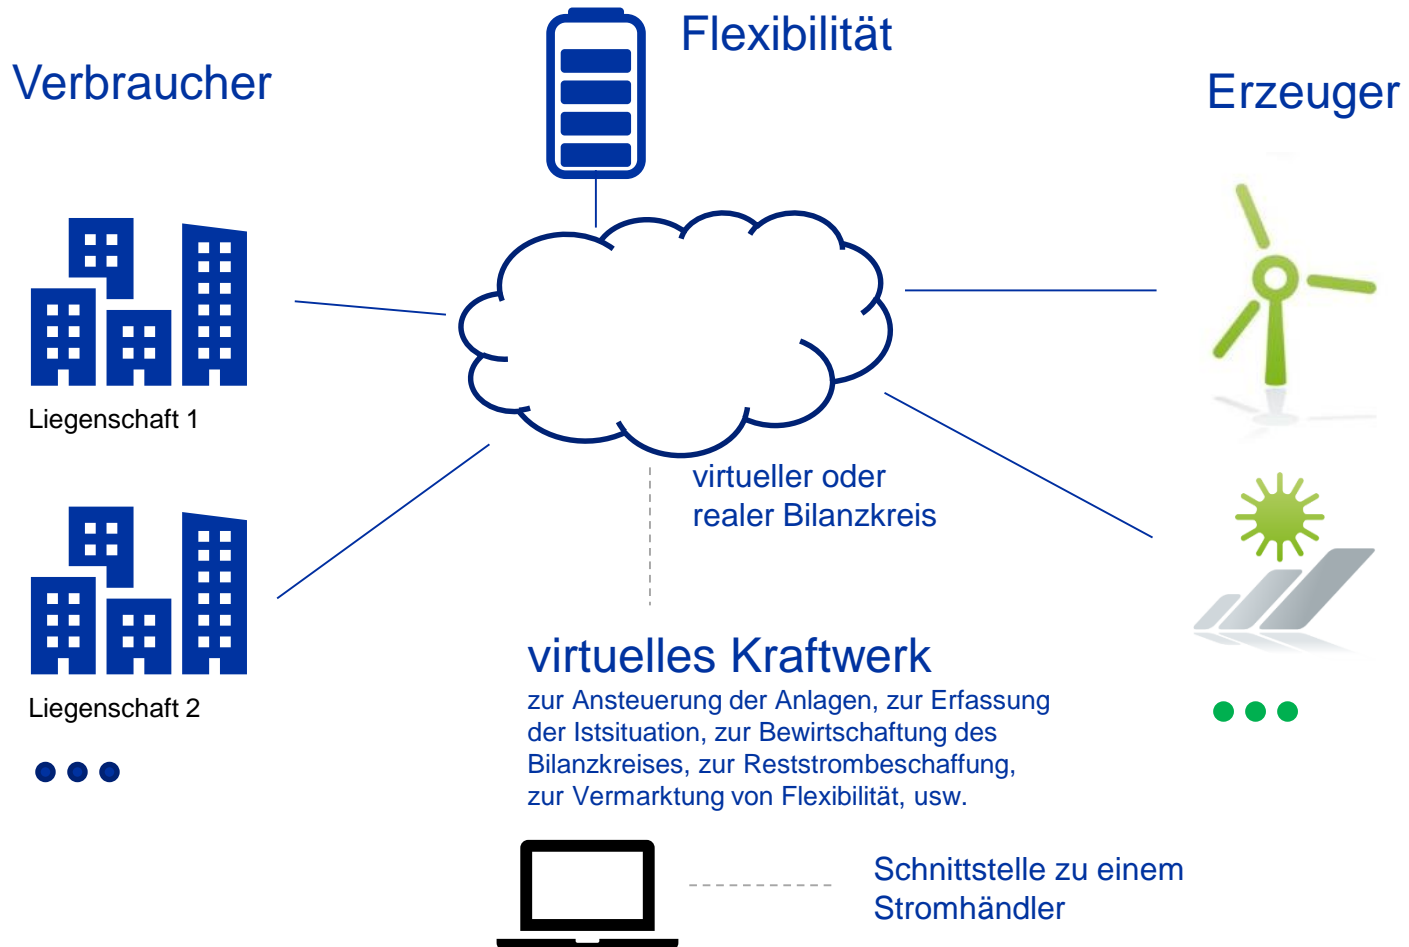 Flexibilität
Verbraucher
Erzeuger
Liegenschaft 1
virtueller oder
realer Bilanzkreis
Liegenschaft 2
virtuelles Kraftwerk
zur Ansteuerung der Anlagen, zur Erfassung
der Istsituation, zur Bewirtschaftung des
Bilanzkreises, zur Reststrombeschaffung,
zur Vermarktung von Flexibilität, usw.
Schnittstelle zu einem
Stromhändler